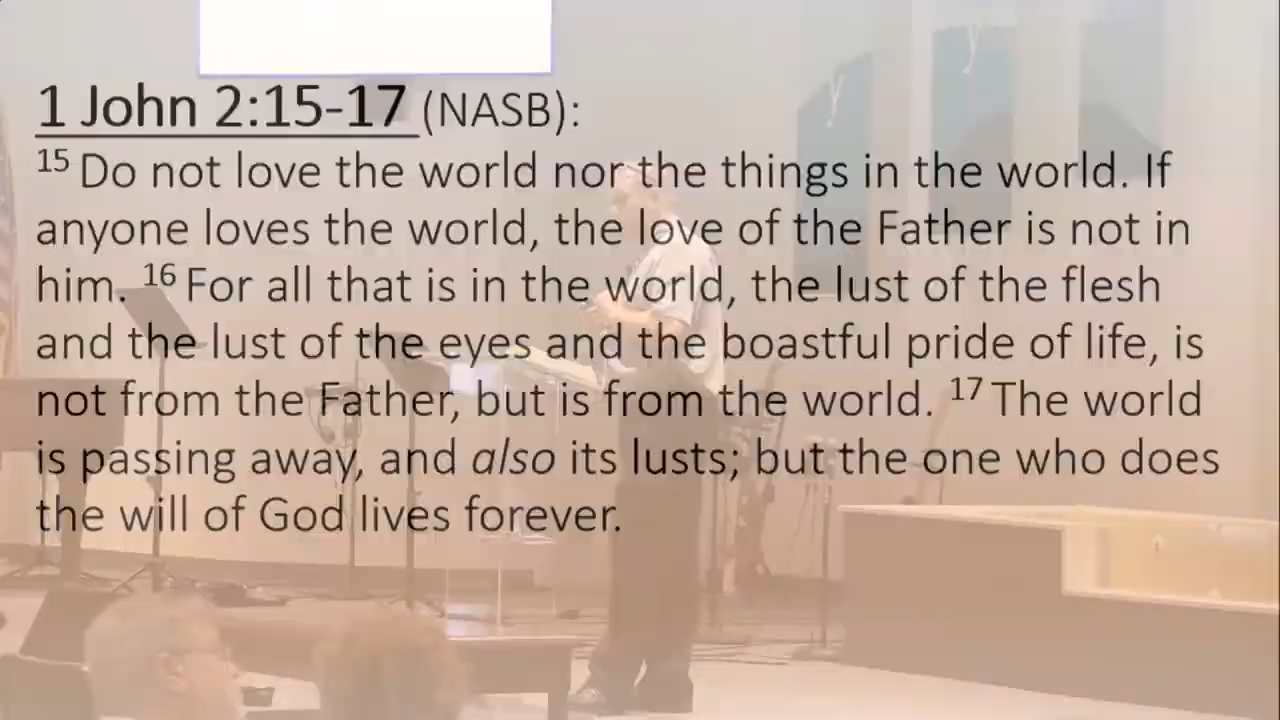 1 John 2:15-17 (NASB):
15 Do not love the world nor the things in the world. If
anyone loves the world, the love of the Father is not in
him. 16 For all that is in the world, the lust of the flesh
and the lust of the eyes and the boastful pride of life, is
not from the Father, but is from the world. 17 The world
is passing away, and also its lusts; but the one who does
the will of God lives forever.